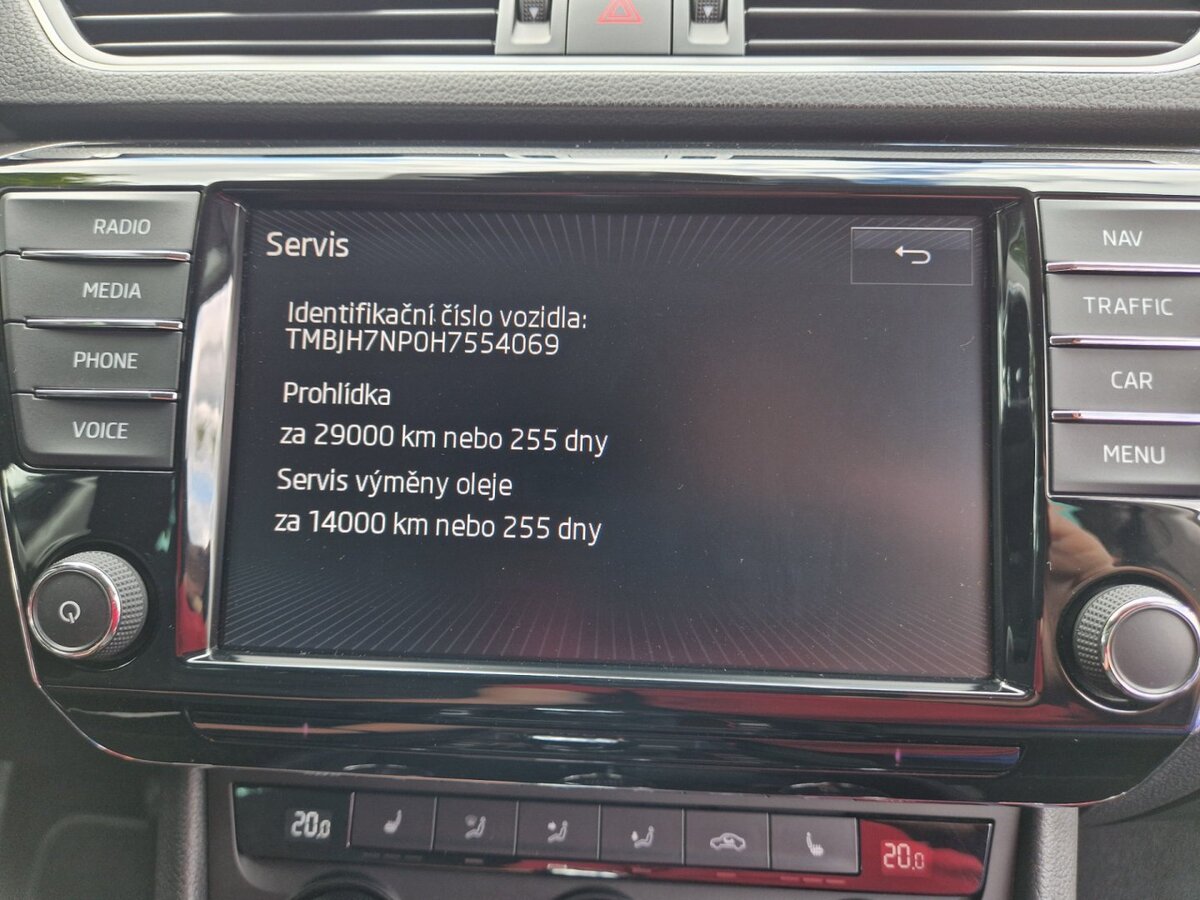 RADIO
MEDIA
PHONE
VOICE
Servis
Identifikační číslo vozidla:
TMBJH7NP0H7554069
Prohlídka
za 29000 km nebo 255 dny
Servis výměny oleje
za 14000 km nebo 255 dny
NAV
TRAFFIC
CAR
MENU
20,0
20,0